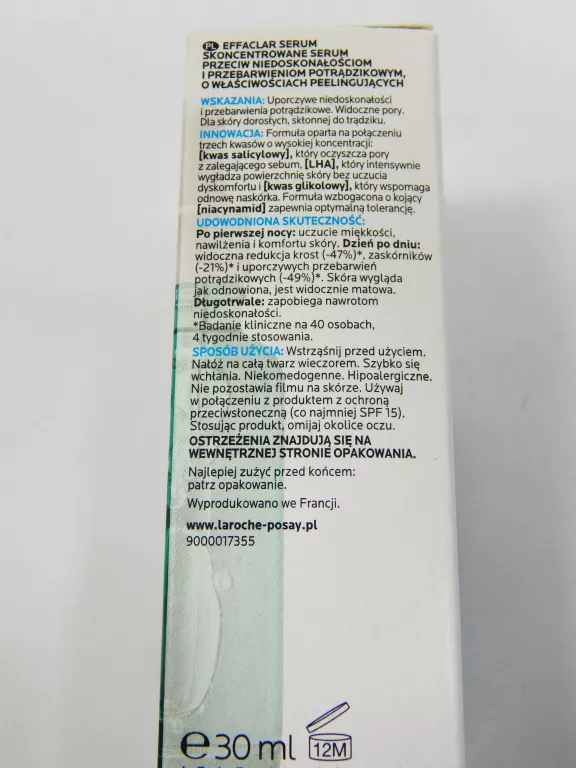 PL EFFACLAR SERUM
SKONCENTROWANE SERUM
PRZECIW NIEDOSKONAŁOŚCIOM
I PRZEBARWIENIOM POTRĄDZIKOWYM,
O WŁAŚCIWOŚCIACH PEELINGUJĄCYCH
WSKAZANIA: Uporczywe niedoskonałości
i przebarwienia potrądzikowe. Widoczne pory.
Dla skóry dorosłych, skłonnej do trądziku.
INNOWACJA: Formuła oparta na połączeniu
trzech kwasów o wysokiej koncentracji:
[kwas salicylowy], który oczyszcza pory
z zalegającego sebum, [LHA], który intensywnie
wygładza powierzchnię skóry bez uczucia
dyskomfortu i [kwas glikolowy], który wspomaga
odnowę naskórka. Formuła wzbogacona o kojący
[niacynamid] zapewnia optymalną tolerancję.
UDOWODNIONA SKUTECZNOŚĆ:
Po pierwszej nocy: uczucie miękkości,
nawilżenia i komfortu skóry. Dzień po dniu:
widoczna redukcja krost (-47%)*, zaskórników
(-21%)* i uporczywych przebarwień
potrądzikowych (-49%)*. Skóra wygląda
jak odnowiona, jest widocznie matowa.
Długotrwale: zapobiega nawrotom
niedoskonałości.
*Badanie kliniczne na 40 osobach,
4 tygodnie stosowania.
SPOSÓB UŻYCIA: Wstrząśnij przed użyciem.
Nałóż na całą twarz wieczorem. Szybko się
wchłania. Niekomedogenne. Hipoalergiczne.
Nie pozostawia filmu na skórze. Używaj
w połączeniu z produktem z ochroną
przeciwsłoneczną (co najmniej SPF 15).
Stosując produkt, omijaj okolice oczu.
OSTRZEŻENIA ZNAJDUJĄ SIĘ NA
WEWNĘTRZNEJ STRONIE OPAKOWANIA.
Najlepiej zużyć przed końcem:
patrz opakowanie.
Wyprodukowano we Francji.
www.laroche-posay.pl
9000017355
e 30 ml 12M